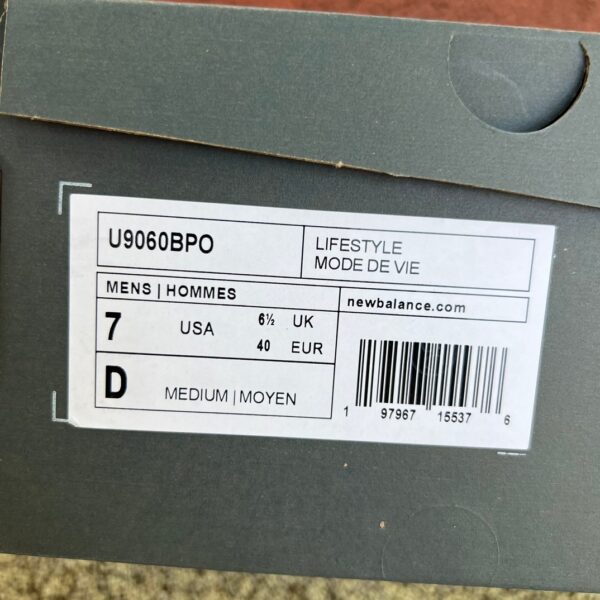 U9060BPO
LIFESTYLE
MODE DE VIE
MENS | HOMMES
newbalance.com
7 USA 6½ UK
40 EUR
D MEDIUM | MOYEN
1 97967 15537 6